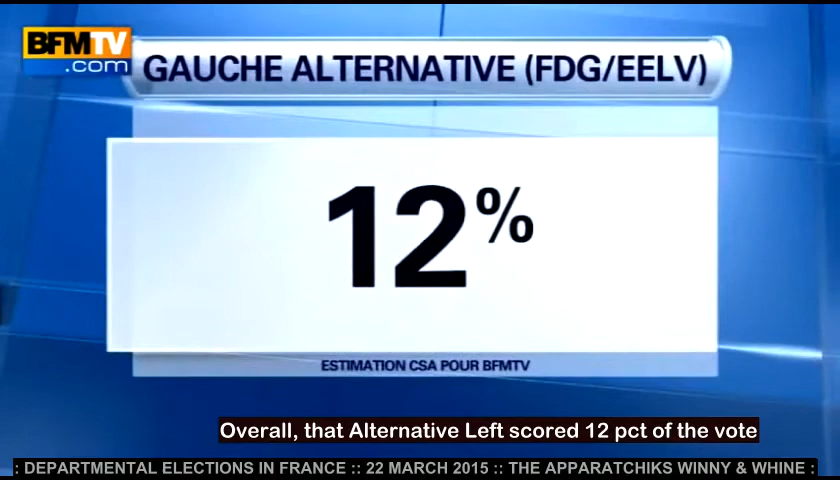 BFMTV
.com
GAUCHE ALTERNATIVE (FDG/EELV)
12%
ESTIMATION CSA POUR BFMTV
Overall, that Alternative Left scored 12 pct of the vote
: DEPARTMENTAL ELECTIONS IN FRANCE :: 22 MARCH 2015 :: THE APPARATCHIKS WINNY & WHINE :